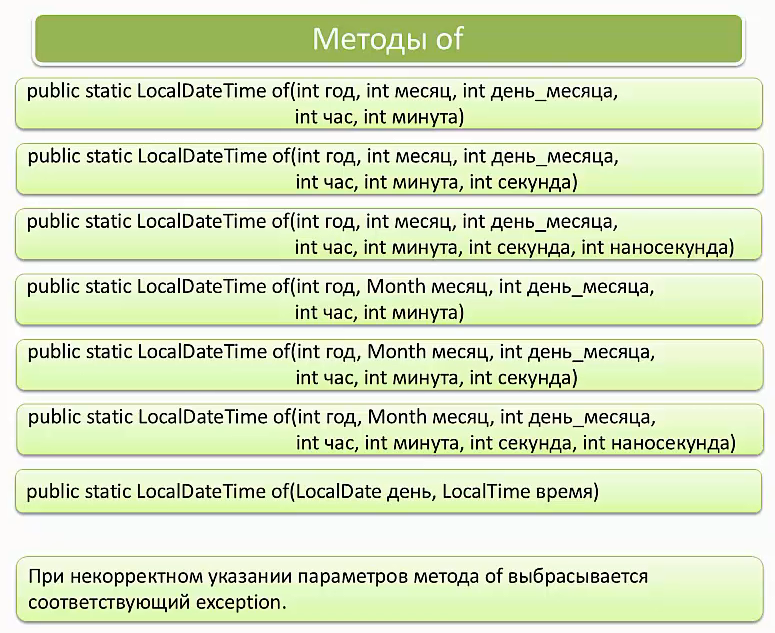 Методы of
public static LocalDateTime of(int год, int месяц, int день_месяца,
int час, int минута)
public static LocalDateTime of(int год, int месяц, int день_месяца,
int час, int минута, int секунда)
public static LocalDateTime of(int год, int месяц, int день_месяца,
int час, int минута, int секунда, int наносекунда)
public static LocalDateTime of(int год, Month месяц, int день_месяца,
int час, int минута)
public static LocalDateTime of(int год, Month месяц, int день_месяца,
int час, int минута, int секунда)
public static LocalDateTime of(int год, Month месяц, int день_месяца,
int час, int минута, int секунда, int наносекунда)
public static LocalDateTime of(LocalDate день, LocalTime время)
При некорректном указании параметров метода of выбрасывается
соответствующий exception.